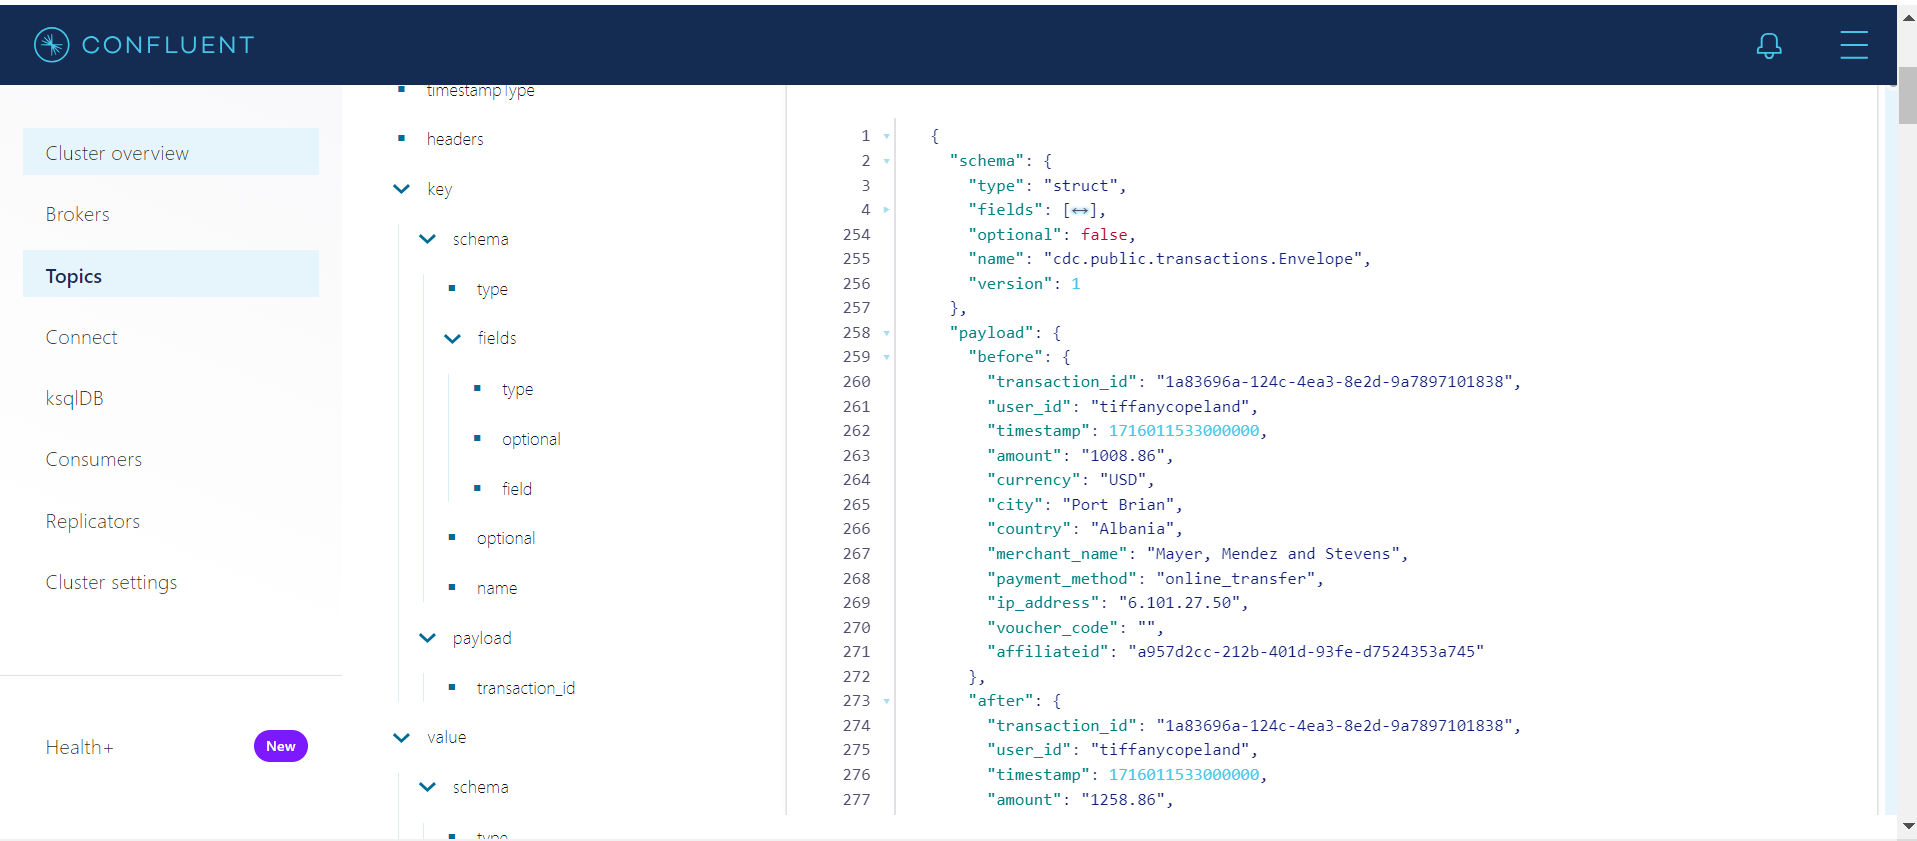 CONFLUENT
Cluster overview
Brokers
Topics
Connect
ksqlDB
Consumers
Replicators
Cluster settings
Health+
New
timestampType
headers
key
schema
type
fields
type
optional
field
optional
name
payload
transaction_id
value
schema
type
1 {
2 "schema": {
3 "type": "struct",
4 "fields": [↔],
254 "optional": false,
255 "name": "cdc.public.transactions.Envelope",
256 "version": 1
257 },
258 "payload": {
259 "before": {
260 "transaction_id": "1a83696a-124c-4ea3-8e2d-9a7897101838",
261 "user_id": "tiffanycopeland",
262 "timestamp": 1716011533000000,
263 "amount": "1008.86",
264 "currency": "USD",
265 "city": "Port Brian",
266 "country": "Albania",
267 "merchant_name": "Mayer, Mendez and Stevens",
268 "payment_method": "online_transfer",
269 "ip_address": "6.101.27.50",
270 "voucher_code": "",
271 "affiliateid": "a957d2cc-212b-401d-93fe-d7524353a745"
272 },
273 "after": {
274 "transaction_id": "1a83696a-124c-4ea3-8e2d-9a7897101838",
275 "user_id": "tiffanycopeland",
276 "timestamp": 1716011533000000,
277 "amount": "1258.86",